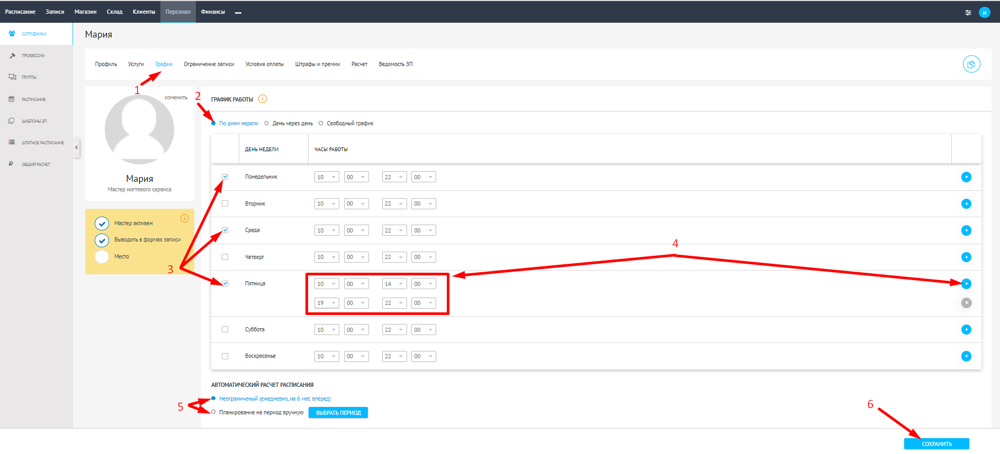 Расписание Записи Магазин Склад Клиенты Персонал Финансы ••• И
СОТРУДНИКИ
ПРОФЕССИИ
ГРУППЫ
РАСПИСАНИЕ
ШАБЛОНЫ ЗП
ШТАТНОЕ РАСПИСАНИЕ
ОБЩИЙ РАСЧЕТ
Мария
Профиль Услуги График Ограничение записи Условия оплаты Штрафы и премии Расчет Ведомость ЗП
1
изменить
Мария
Мастер ногтевого сервиса
Мастер активен
Выводить в формах записи
Место
2
ГРАФИК РАБОТЫ i
По дням недели День через день Свободный график
ДЕНЬ НЕДЕЛИ ЧАСЫ РАБОТЫ
Понедельник 10 00 22 00 +
Вторник 10 00 22 00 +
Среда 10 00 22 00 +
4
Четверг 10 00 22 00 +
3
Пятница 10 00 14 00 +
19 00 22 00
Суббота 10 00 22 00 +
Воскресенье 10 00 22 00 +
АВТОМАТИЧЕСКИЙ РАСЧЕТ РАСПИСАНИЯ
Неограниченый (ежедневно, на 6 мес вперед)
5
Планирование на период вручную ВЫБРАТЬ ПЕРИОД
6
СОХРАНИТЬ